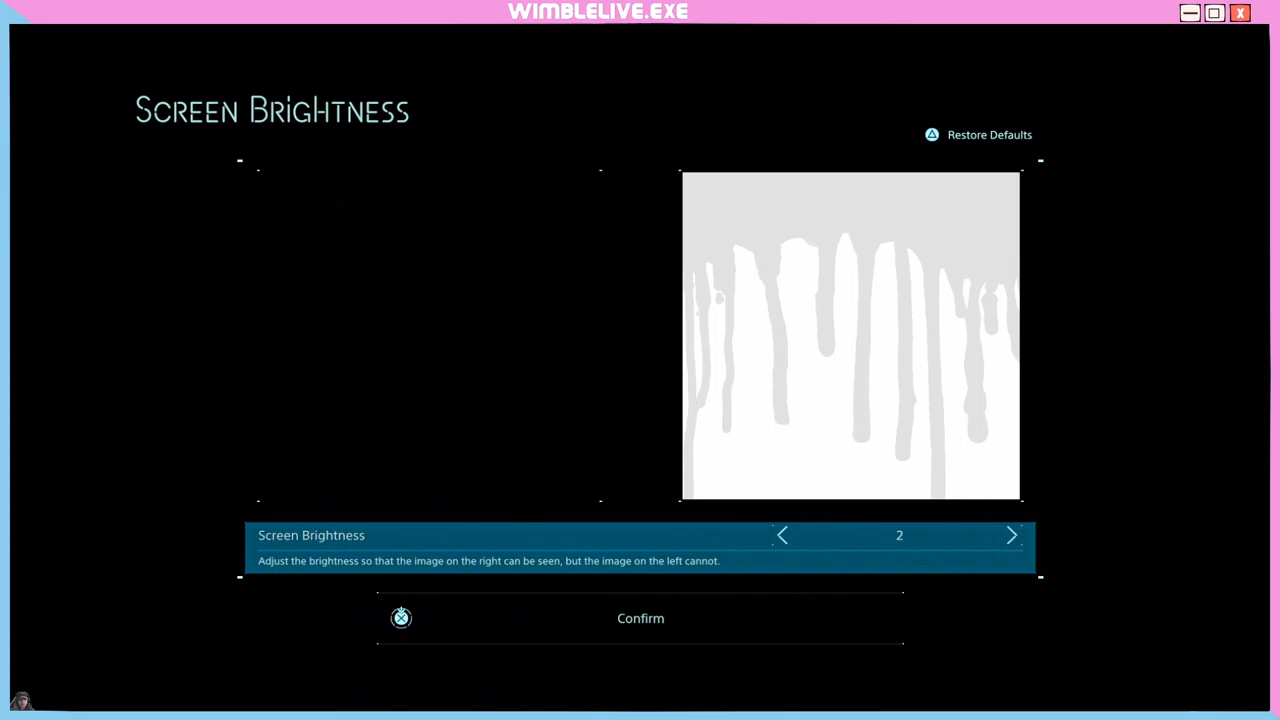 WIMBLELIVE.EXE
X
Screen Brightness
Restore Defaults
Screen Brightness
2
Adjust the brightness so that the image on the right can be seen, but the image on the left cannot.
Confirm